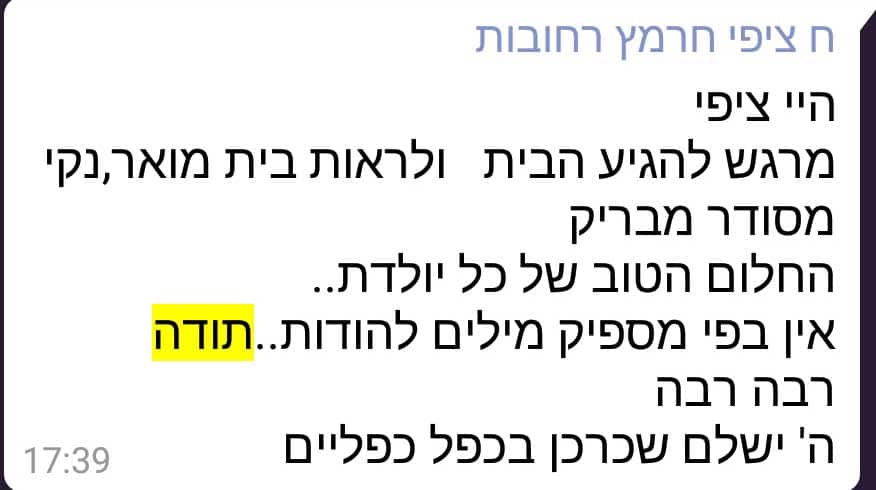 ח ציפי חרמץ רחובות
היי ציפי
מרגש להגיע הבית   ולראות בית מואר,נקי
מסודר מבריק
החלום הטוב של כל יולדת..
אין בפי מספיק מילים להודות..תודה
רבה רבה
ה' ישלם שכרכן בכפל כפליים
17:39